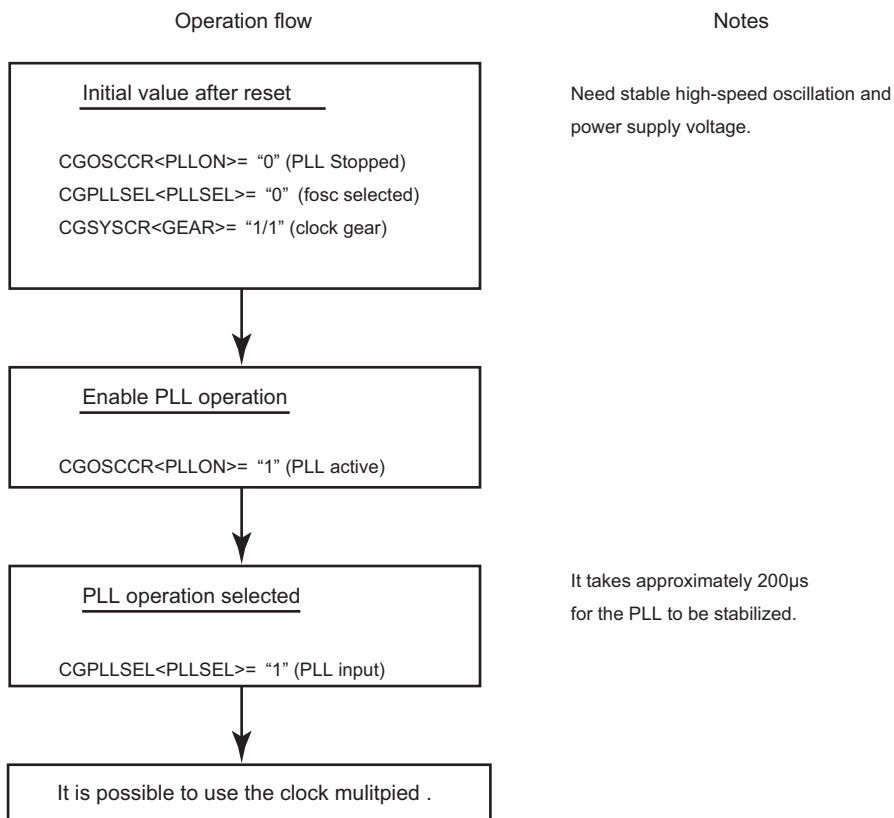 Operation flow
Notes
Initial value after reset
Need stable high-speed oscillation and
power supply voltage.
CGOSCCR<PLLON>= “0” (PLL Stopped)
CGPLLSEL<PLLSEL>= “0” (fosc selected)
CGSYSCR<GEAR>= “1/1” (clock gear)
Enable PLL operation
CGOSCCR<PLLON>= “1” (PLL active)
PLL operation selected
It takes approximately 200µs
for the PLL to be stabilized.
CGPLLSEL<PLLSEL>= “1” (PLL input)
It is possible to use the clock mulitpied .